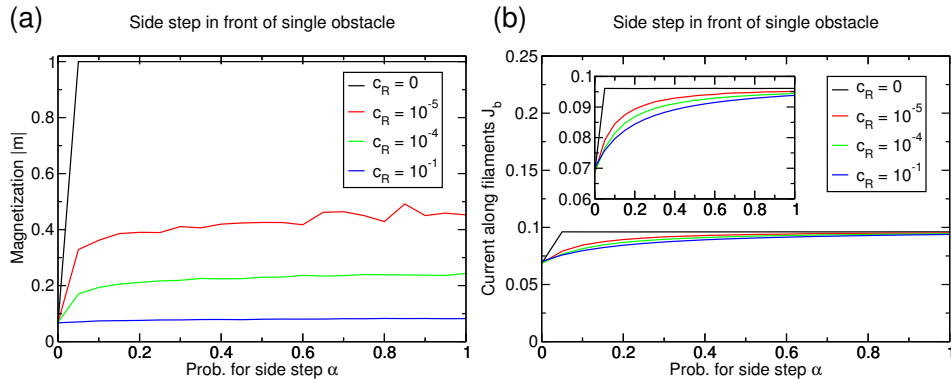 (a)
Side step in front of single obstacle
Magnetization |m|
1
0.8
0.6
0.4
0.2
0
0
0.2
0.4
0.6
0.8
1
Prob. for side step α
c_R = 0
c_R = 10^-5
c_R = 10^-4
c_R = 10^-1
(b)
Side step in front of single obstacle
Current along filaments J_b
0.25
0.2
0.15
0.1
0.05
0
0
0.2
0.4
0.6
0.8
1
Prob. for side step α
0.1
0.09
0.08
0.07
0.06
0
0.2
0.4
0.6
0.8
1
c_R = 0
c_R = 10^-5
c_R = 10^-4
c_R = 10^-1